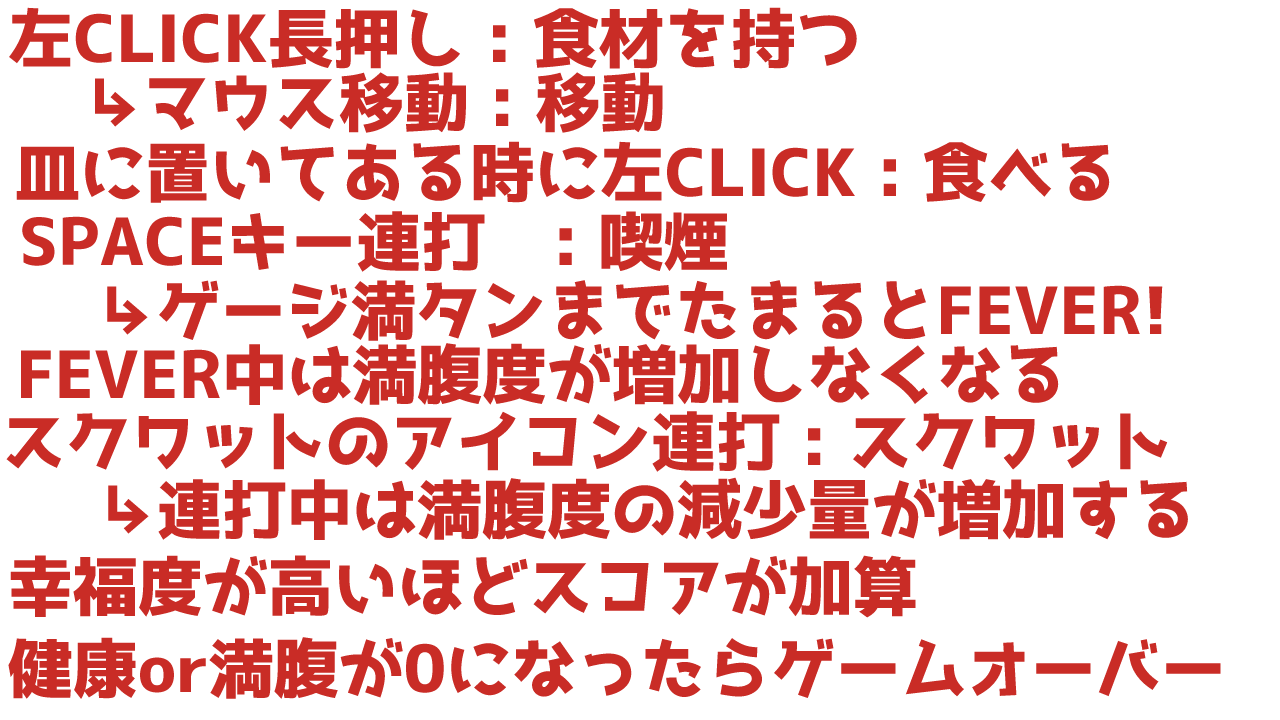 左CLICK長押し：食材を持つ
↳マウス移動：移動
皿に置いてある時に左CLICK：食べる
SPACEキー連打　：喫煙
↳ゲージ満タンまでたまるとFEVER!
FEVER中は満腹度が増加しなくなる
スクワットのアイコン連打：スクワット
↳連打中は満腹度の減少量が増加する
幸福度が高いほどスコアが加算
健康or満腹が0になったらゲームオーバー